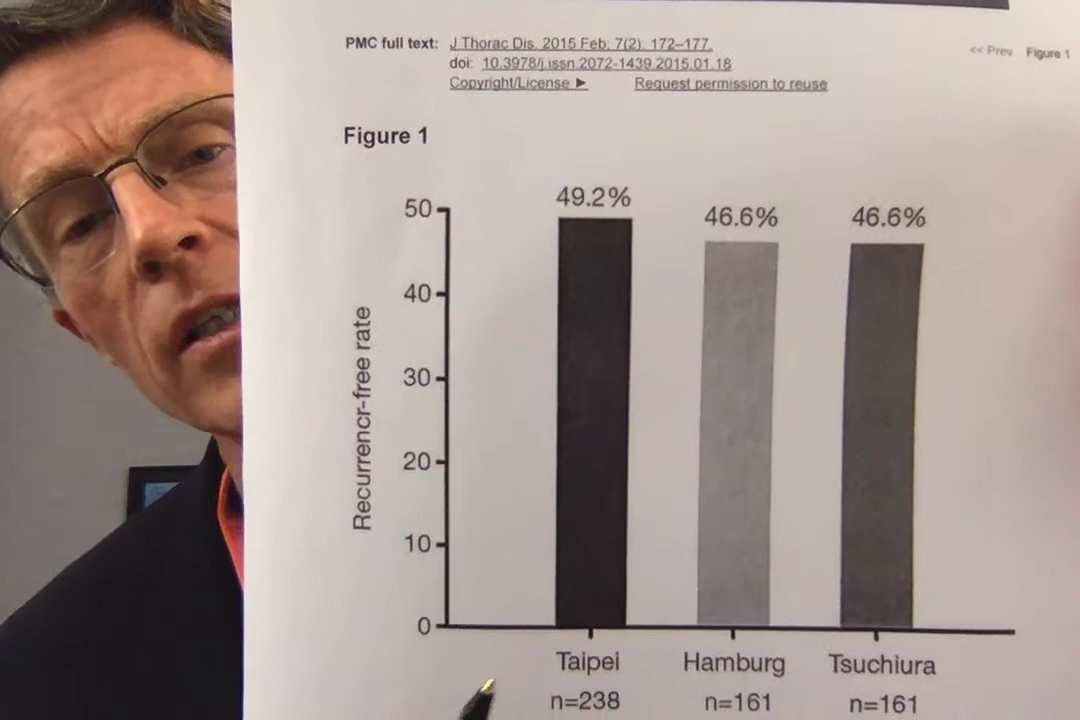 PMC full text: J Thorac Dis. 2015 Feb; 7(2): 172–177.
<< Prev Figure 1
doi: 10.3978/j.issn.2072-1439.2015.01.18
Copyright/License ▶ Request permission to reuse
Figure 1
49.2% 46.6% 46.6%
50
40
30
20
10
0
Recurrencr-free rate
Taipei Hamburg Tsuchiura
n=238 n=161 n=161